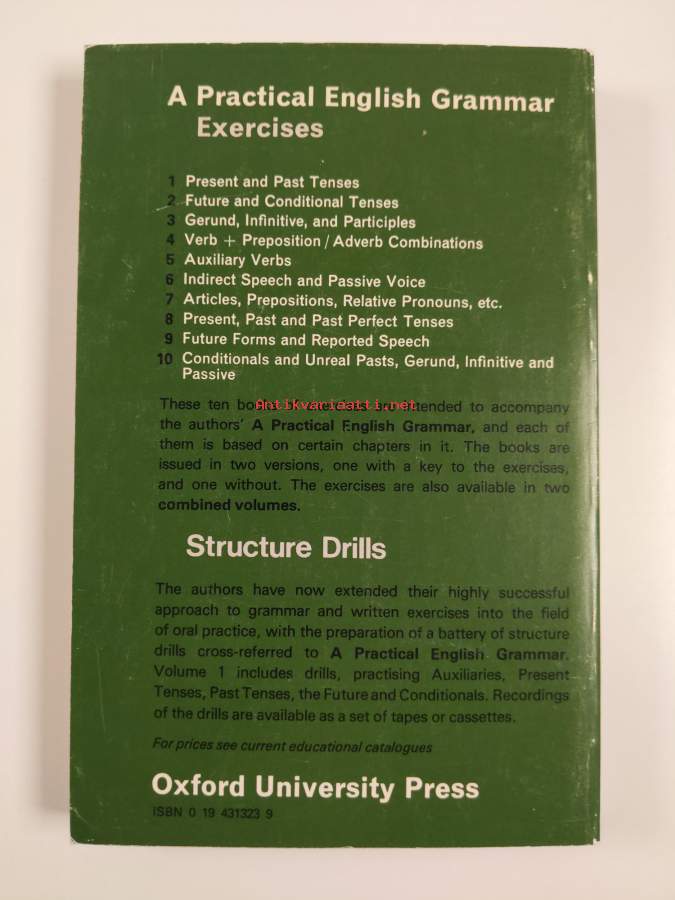 A Practical English Grammar
Exercises
1 Present and Past Tenses
2 Future and Conditional Tenses
3 Gerund, Infinitive, and Participles
4 Verb + Preposition / Adverb Combinations
5 Auxiliary Verbs
6 Indirect Speech and Passive Voice
7 Articles, Prepositions, Relative Pronouns, etc.
8 Present, Past and Past Perfect Tenses
9 Future Forms and Reported Speech
10 Conditionals and Unreal Pasts, Gerund, Infinitive and
Passive
These ten intended to accompany
Antikvariaatti.net
the authors' A Practical English Grammar, and each of
them is based on certain chapters in it. The books are
issued in two versions, one with a key to the exercises,
and one without. The exercises are also available in two
combined volumes.
Structure Drills
The authors have now extended their highly successful
approach to grammar and written exercises into the field
of oral practice, with the preparation of a battery of structure
drills cross-referred to A Practical English Grammar.
Volume 1 includes drills, practising Auxiliaries, Present
Tenses, Past Tenses, the Future and Conditionals. Recordings
of the drills are available as a set of tapes or cassettes.
For prices see current educational catalogues
Oxford University Press
ISBN 0 19 431323 9